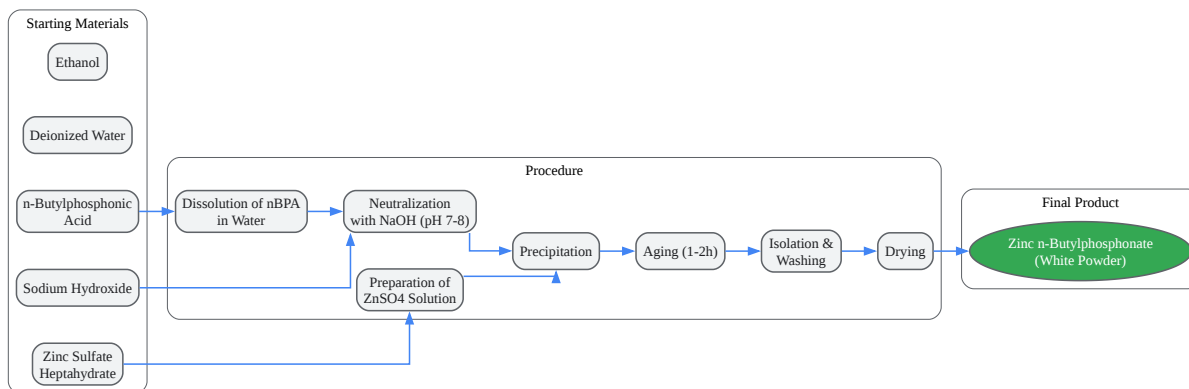 Starting Materials
Ethanol
Deionized Water
n-Butylphosphonic
Acid
Sodium Hydroxide
Zinc Sulfate
Heptahydrate
Procedure
Dissolution of nBPA
in Water
Neutralization
with NaOH (pH 7-8)
Preparation of
ZnSO4 Solution
Precipitation
Aging (1-2h)
Isolation &
Washing
Drying
Final Product
Zinc n-Butylphosphonate
(White Powder)